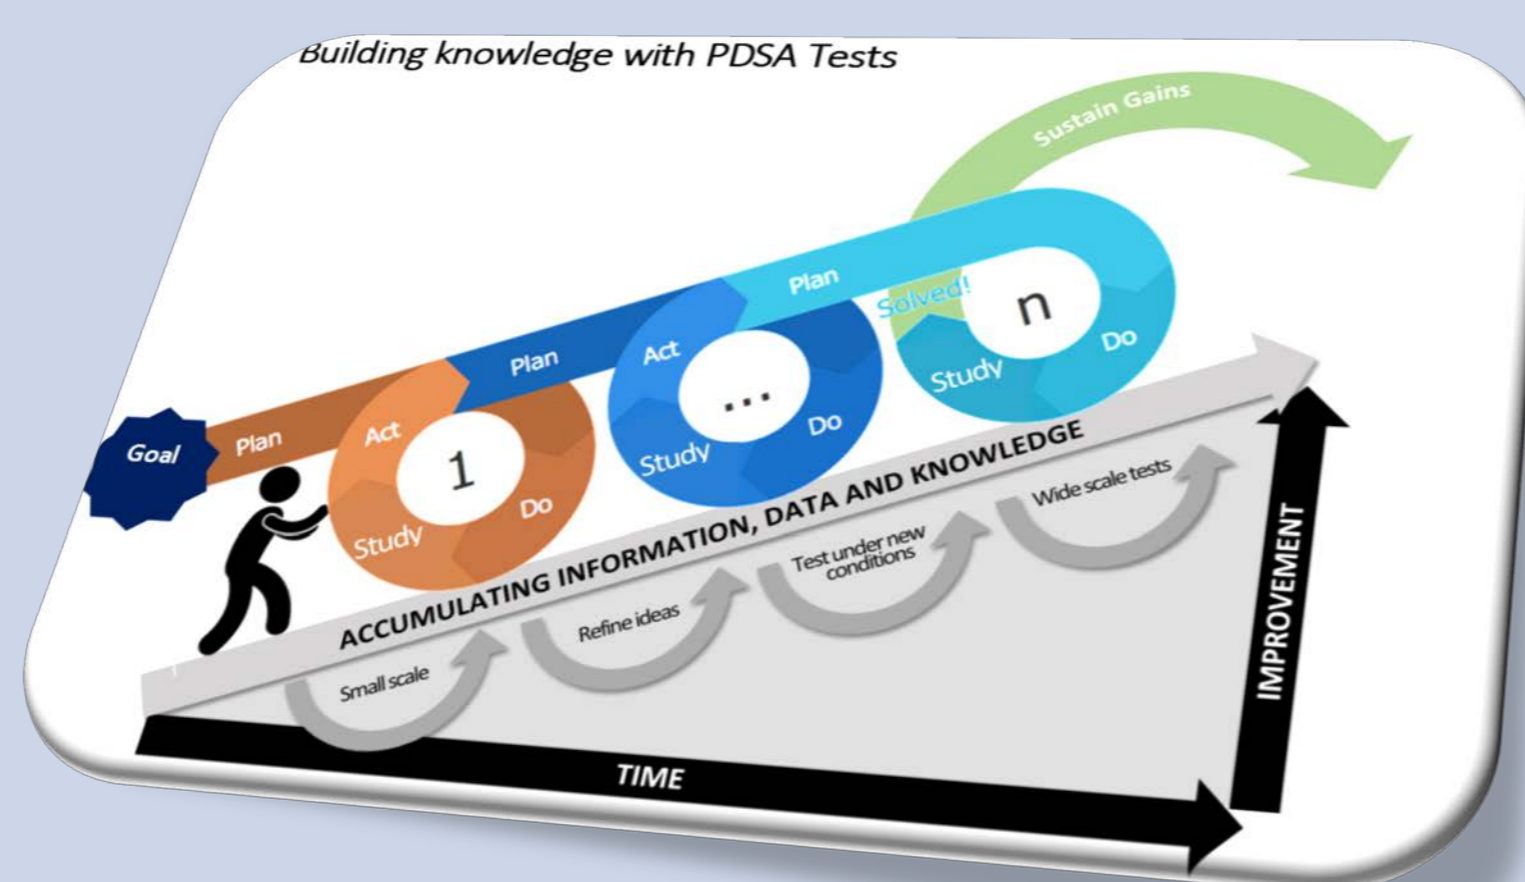 Building knowledge with PDSA Tests
Sustain Gains
Goal
Plan
Act
Study
Do
1
Plan
Act
Study
Do
...
Plan
Solved!
Study
Do
n
ACCUMULATING INFORMATION, DATA AND KNOWLEDGE
Small scale
Refine ideas
Test under new
conditions
Wide scale tests
IMPROVEMENT
TIME